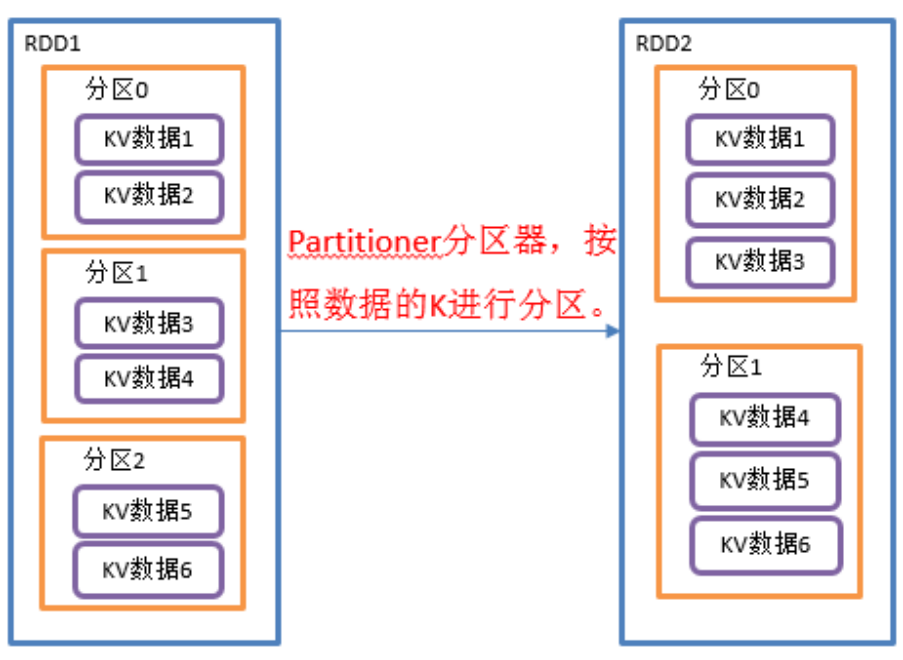 RDD1
分区0
KV数据1
KV数据2
分区1
KV数据3
KV数据4
分区2
KV数据5
KV数据6
Partitioner分区器，按
照数据的K进行分区。
RDD2
分区0
KV数据1
KV数据2
KV数据3
分区1
KV数据4
KV数据5
KV数据6